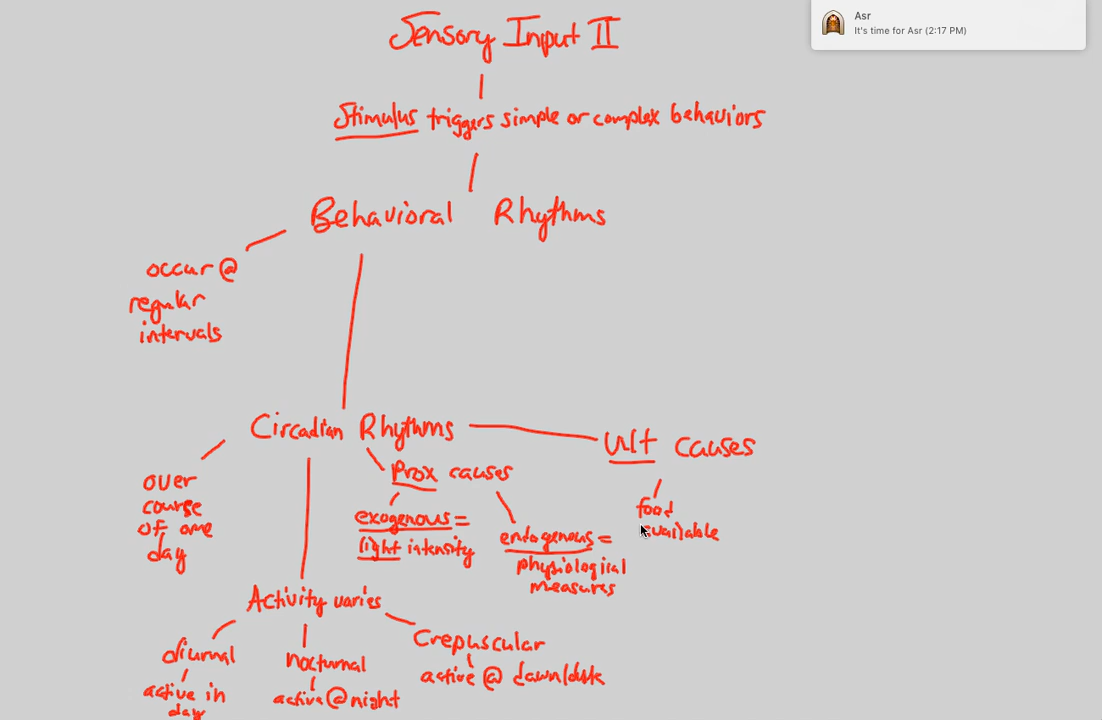 Sensory Input II
Asr
It's time for Asr (2:17 PM)
Stimulus triggers simple or complex behaviors
Behavioral Rhythms
occur @
regular
intervals
Circadian Rhythms
Ult causes
over
course
of one
day
Prox causes
exogenous =
light intensity
endogenous =
physiological
measures
food
available
Activity varies
diurnal
active in
day
nocturnal
active @ night
Crepuscular
active @ dawn/dusk